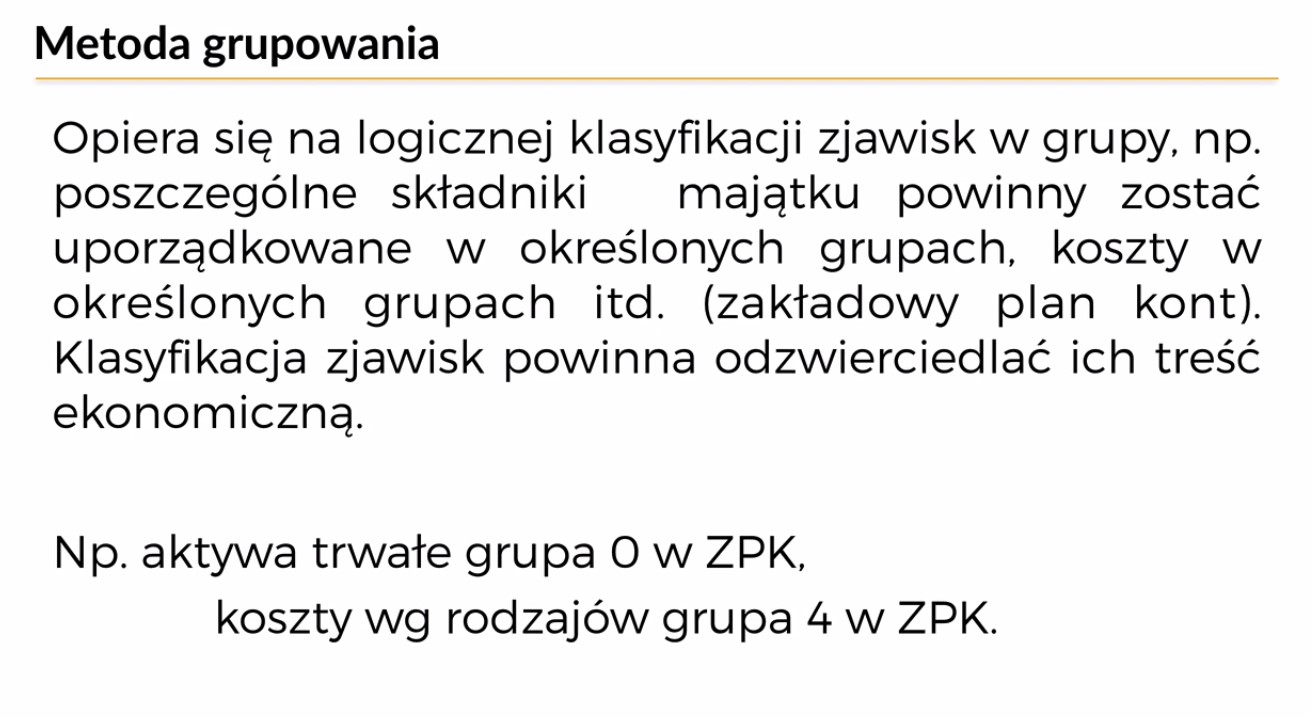 Metoda grupowania
Opiera się na logicznej klasyfikacji zjawisk w grupy, np.
poszczególne składniki majątku powinny zostać
uporządkowane w określonych grupach, koszty w
określonych grupach itd. (zakładowy plan kont).
Klasyfikacja zjawisk powinna odzwierciedlać ich treść
ekonomiczną.
Np. aktywa trwałe grupa 0 w ZPK,
koszty wg rodzajów grupa 4 w ZPK.